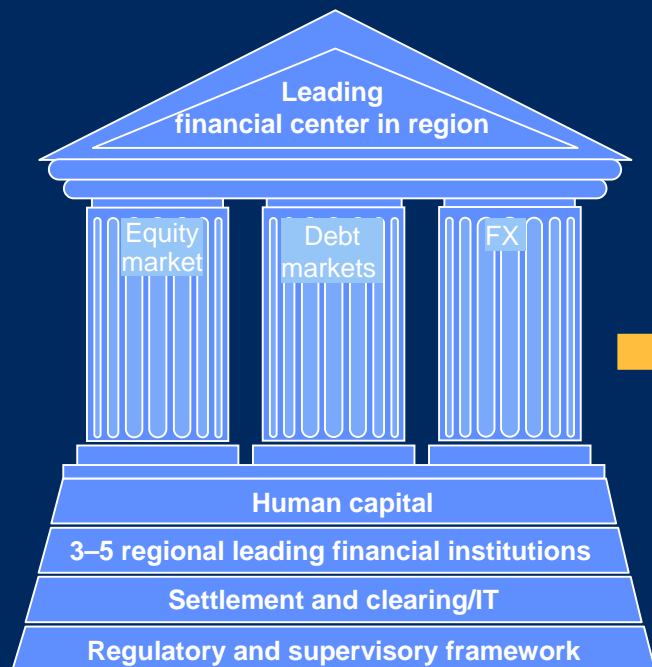 Leading
financial center in region
Equity
market
Debt
markets
FX
Human capital
3–5 regional leading financial institutions
Settlement and clearing/IT
Regulatory and supervisory framework